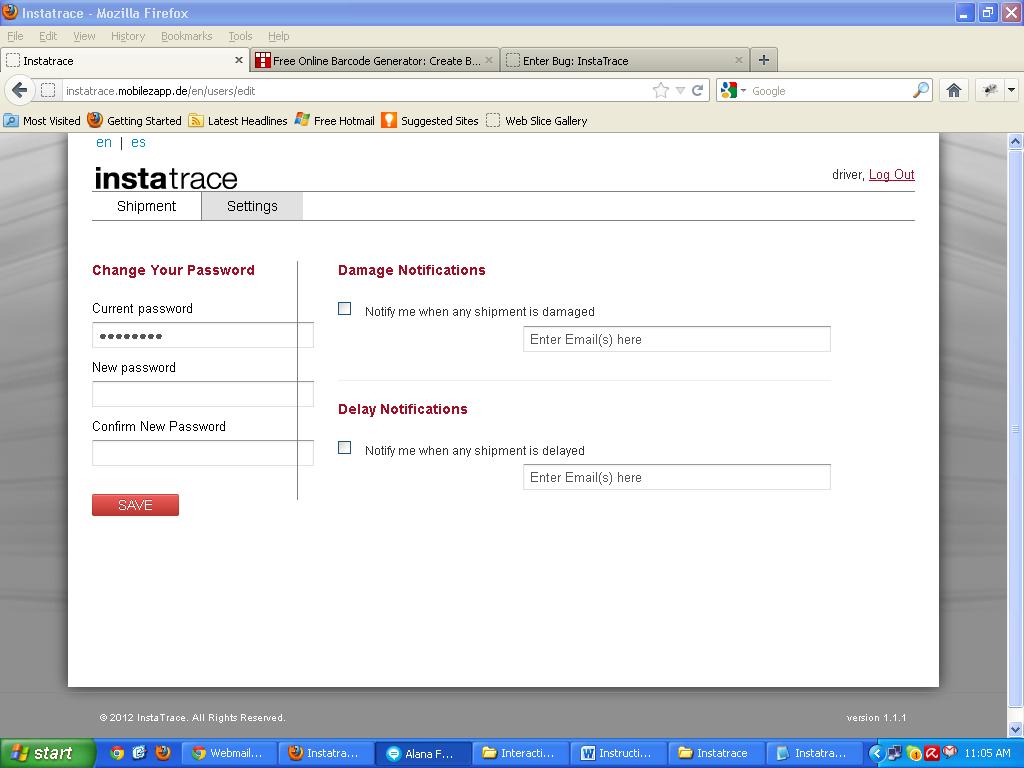 Instatrace - Mozilla Firefox
File Edit View History Bookmarks Tools Help
Instatrace
Free Online Barcode Generator: Create B...
Enter Bug: InstaTrace
instatrace.mobilezapp.de/en/users/edit
Google
Most Visited Getting Started Latest Headlines Free Hotmail Suggested Sites Web Slice Gallery
en | es
instatrace
driver, Log Out
Shipment Settings
Change Your Password
Current password
New password
Confirm New Password
SAVE
Damage Notifications
Notify me when any shipment is damaged
Enter Email(s) here
Delay Notifications
Notify me when any shipment is delayed
Enter Email(s) here
© 2012 InstaTrace. All Rights Reserved.
version 1.1.1
start Webmail... Instatra... Alana F... Interacti... Instructi... Instatrace Instatra... 11:05 AM